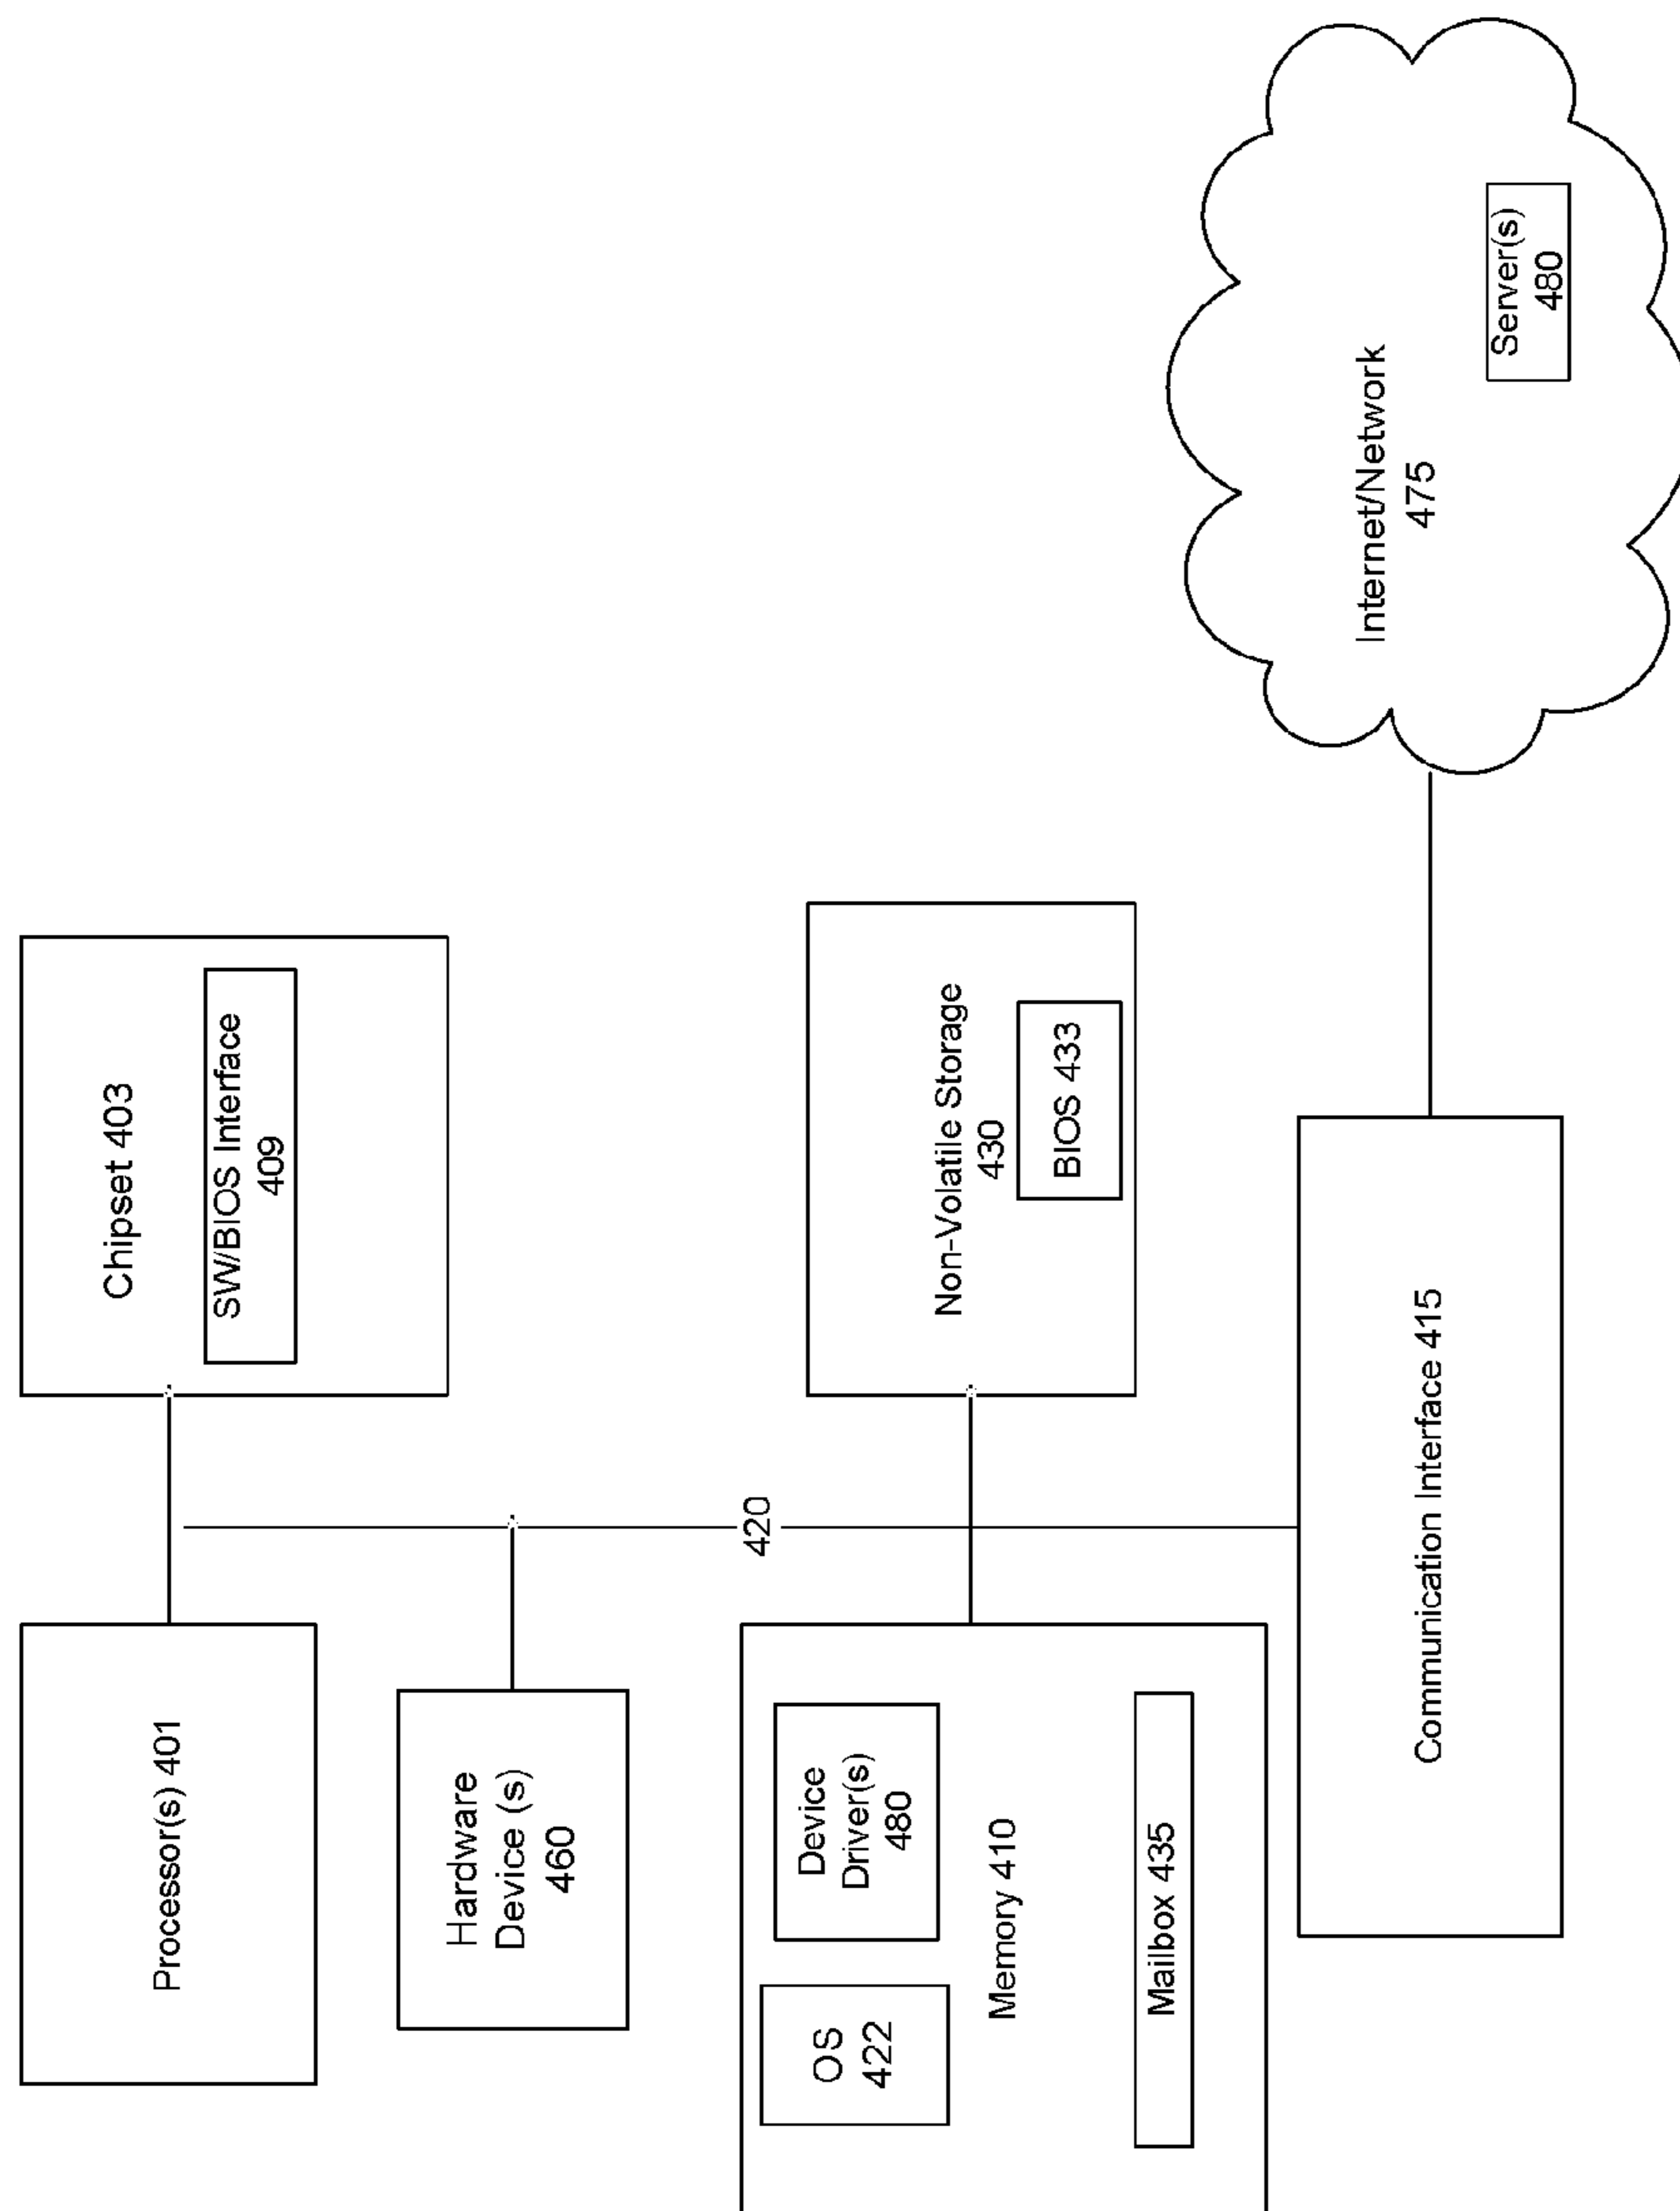 Processor(s) 401
Chipset 403
SW/BIOS Interface
409
Hardware
Device (s)
460
420
OS
422
Device
Driver(s)
480
Memory 410
Mailbox 435
Non-Volatile Storage
430
BIOS 433
Communication Interface 415
Internet/Network
475
Server(s)
480